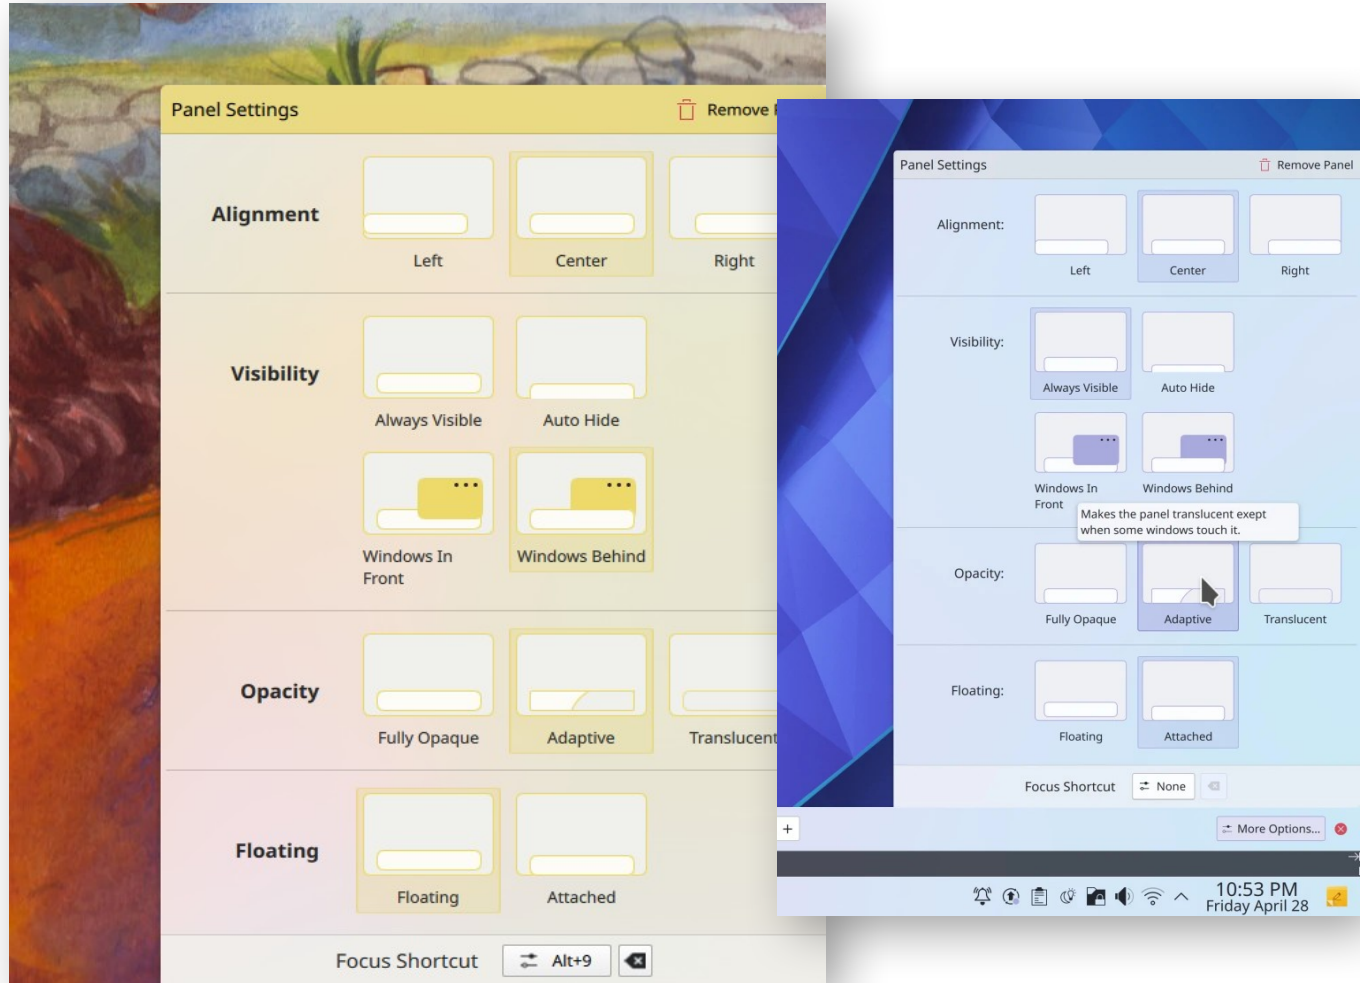 Panel Settings
Remove
Alignment
Left
Center
Right
Visibility
Always Visible
Auto Hide
Windows In
Front
Windows Behind
Opacity
Fully Opaque
Adaptive
Translucent
Floating
Floating
Attached
Focus Shortcut
Alt+9
Panel Settings
Remove Panel
Alignment:
Left
Center
Right
Visibility:
Always Visible
Auto Hide
Windows In
Front
Windows Behind
Makes the panel translucent exept
when some windows touch it.
Opacity:
Fully Opaque
Adaptive
Translucent
Floating:
Floating
Attached
Focus Shortcut
None
+
More Options...
10:53 PM
Friday April 28